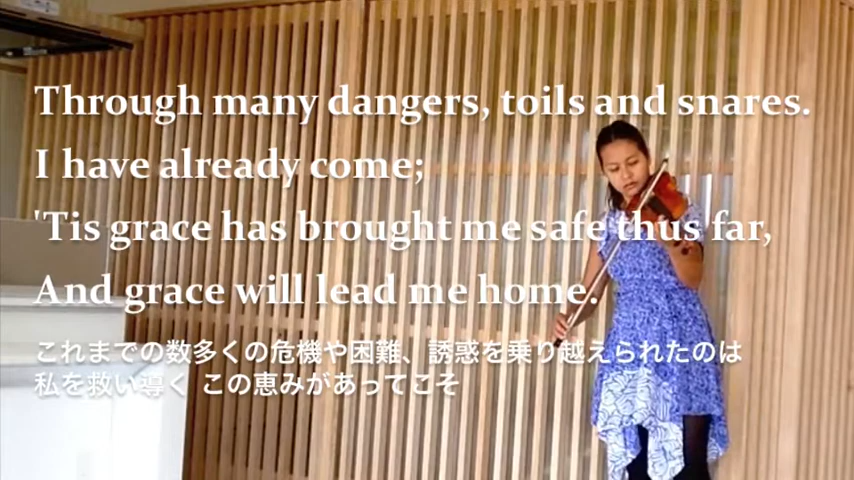 Through many dangers, toils and snares.
I have already come;
'Tis grace has brought me safe thus far,
And grace will lead me home.
これまでの数多くの危機や困難、誘惑を乗り越えられたのは
私を救い導く この恵みがあってこそ